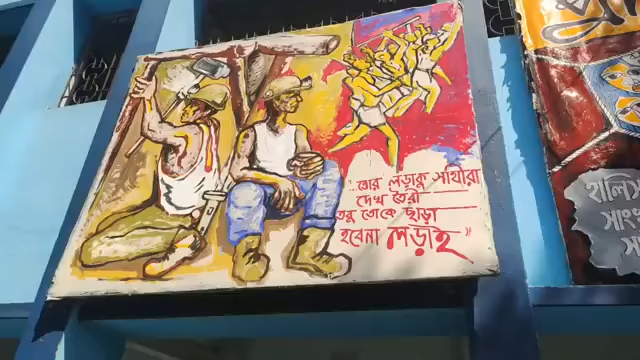 "...তোর লড়াকু সাথীরা
দেখ তৈরী
তবু তোকে ছাড়া
হবেনা লড়াই"
হালি
সাং
স